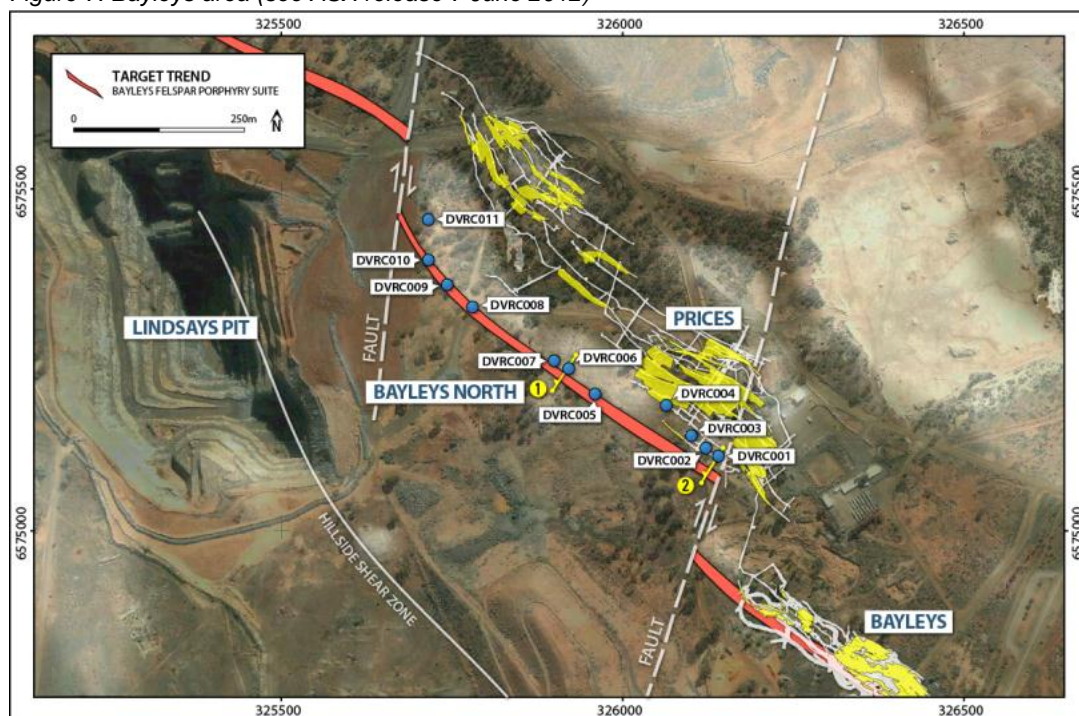 Figure 7: Bayleys area (see ASX release 7 June 2012)
325500
326000
326500
TARGET TREND
BAYLEYS FELSPAR PORPHYRY SUITE
0
250m
N
6575500
6575500
DVRC011
DVRC010
DVRC009
DVRC008
LINDSAYS PIT
PRICES
FAULT
DVRC007
DVRC006
BAYLEYS NORTH
1
DVRC004
DVRC005
DVRC003
DVRC002
DVRC001
2
6575000
6575000
HILLSIDE SHEAR ZONE
BAYLEYS
FAULT
325500
326000
326500